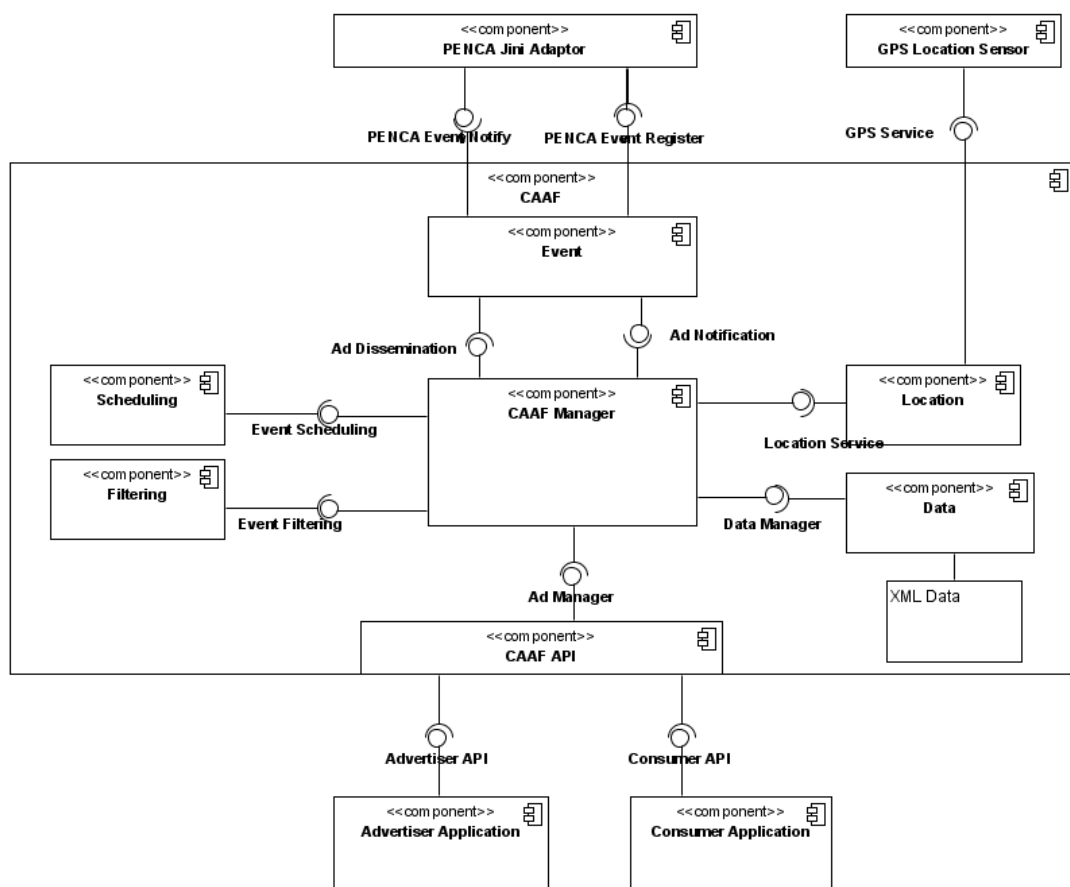 <<component>>
PENCA Jini Adaptor
<<component>>
GPS Location Sensor
PENCA Event Notify
PENCA Event Register
GPS Service
<<component>>
CAAF
<<component>>
Event
Ad Dissemination
Ad Notification
<<component>>
Scheduling
Event Scheduling
<<component>>
CAAF Manager
<<component>>
Location
Location Service
<<component>>
Filtering
Event Filtering
<<component>>
Data
Data Manager
XML Data
Ad Manager
<<component>>
CAAF API
Advertiser API
Consumer API
<<component>>
Advertiser Application
<<component>>
Consumer Application